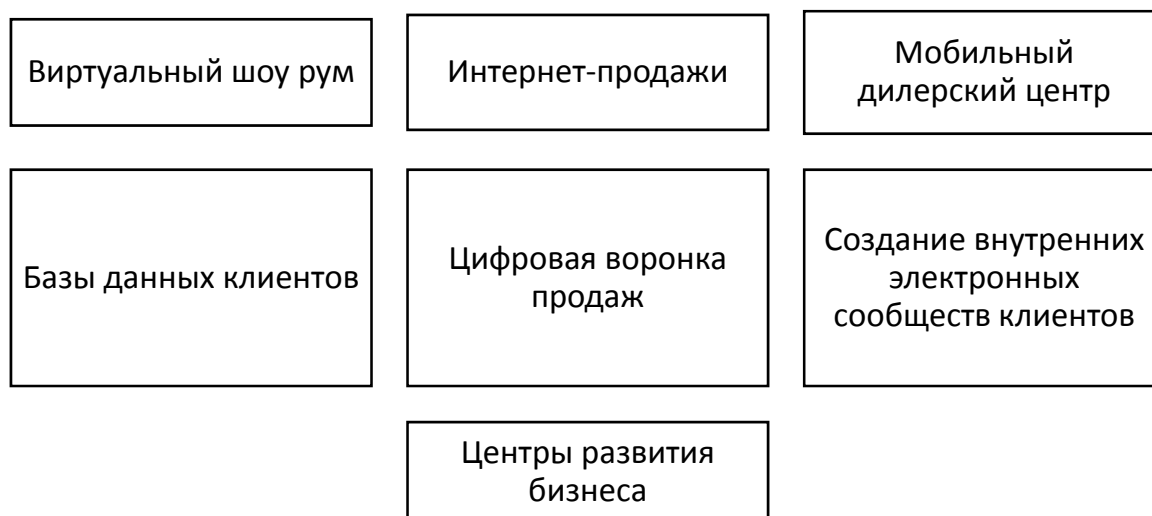 Виртуальный шоу рум
Интернет-продажи
Мобильный
дилерский центр
Базы данных клиентов
Цифровая воронка
продаж
Создание внутренних
электронных
сообществ клиентов
Центры развития
бизнеса